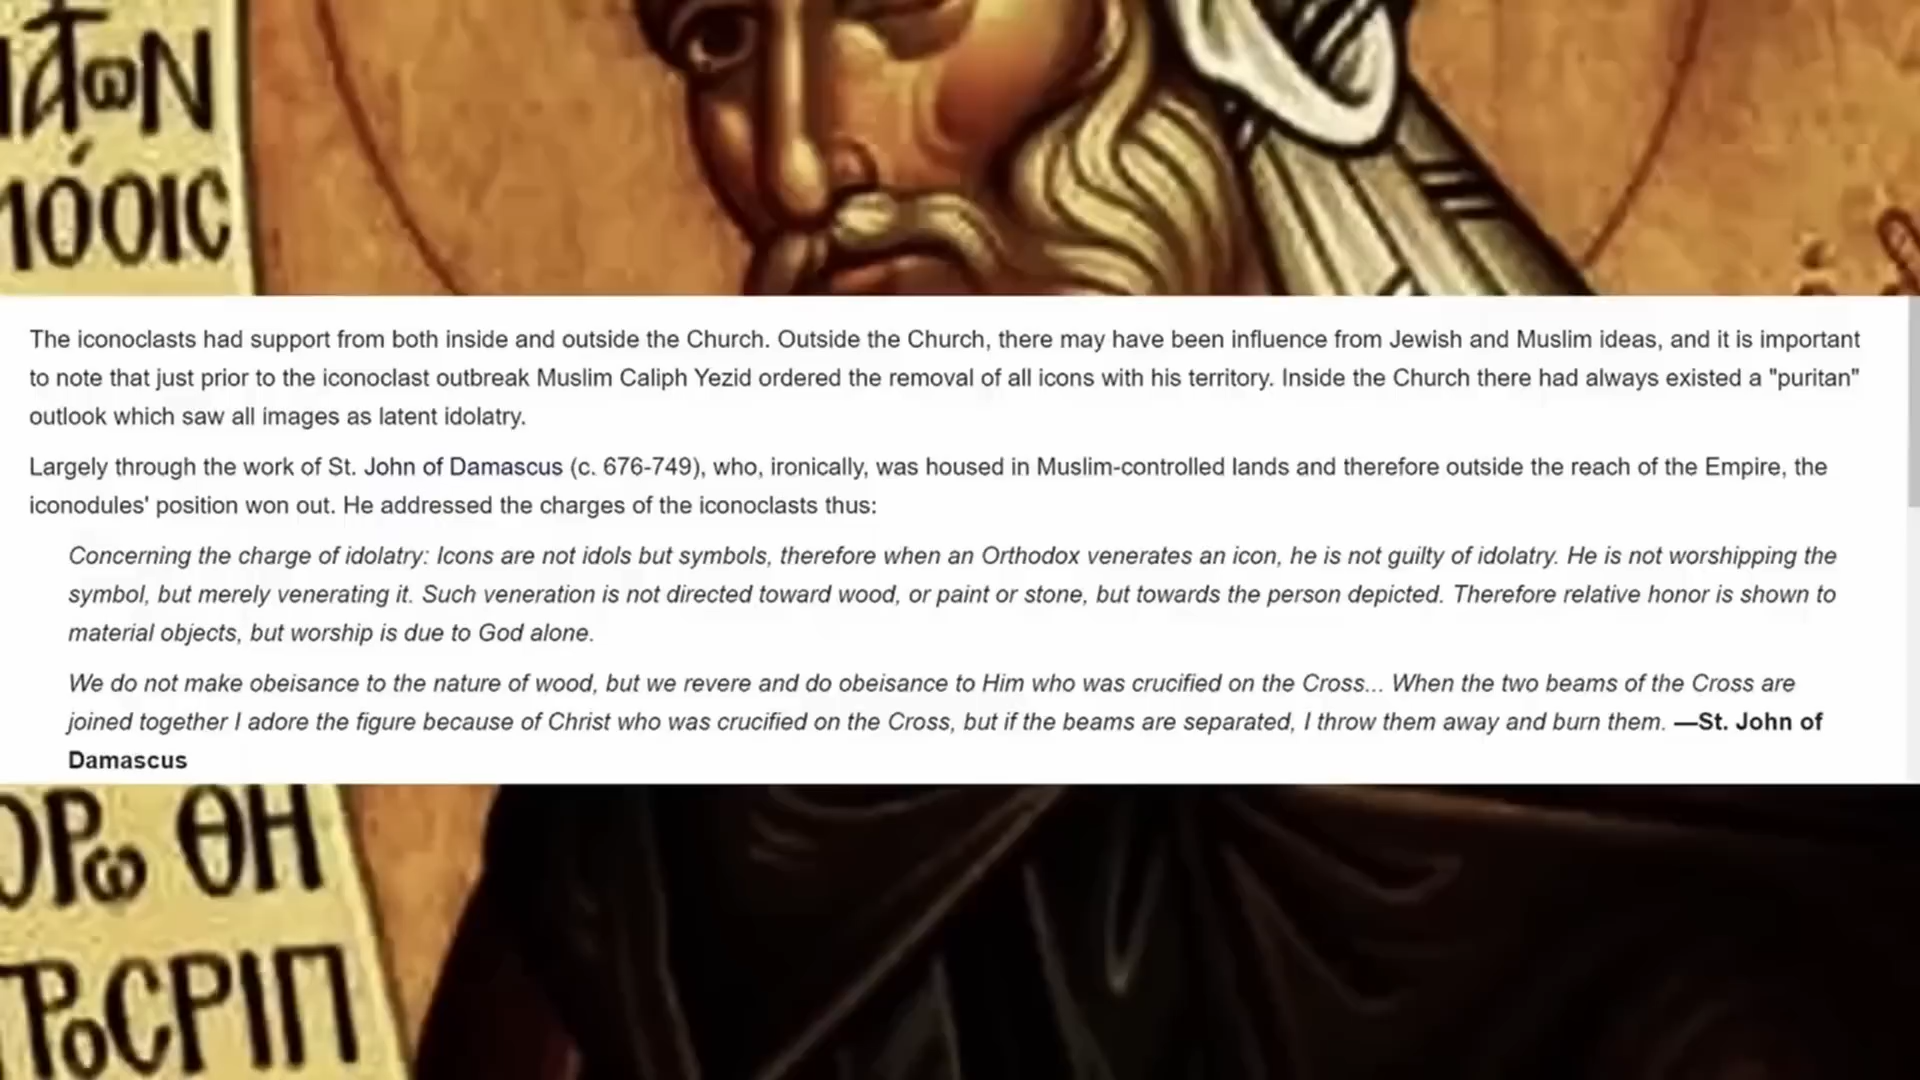 ΙόΟΙC
The iconoclasts had support from both inside and outside the Church. Outside the Church, there may have been influence from Jewish and Muslim ideas, and it is important
to note that just prior to the iconoclast outbreak Muslim Caliph Yezid ordered the removal of all icons with his territory. Inside the Church there had always existed a "puritan"
outlook which saw all images as latent idolatry.
Largely through the work of St. John of Damascus (c. 676-749), who, ironically, was housed in Muslim-controlled lands and therefore outside the reach of the Empire, the
iconodules' position won out. He addressed the charges of the iconoclasts thus:
Concerning the charge of idolatry: Icons are not idols but symbols, therefore when an Orthodox venerates an icon, he is not guilty of idolatry. He is not worshipping the
symbol, but merely venerating it. Such veneration is not directed toward wood, or paint or stone, but towards the person depicted. Therefore relative honor is shown to
material objects, but worship is due to God alone.
We do not make obeisance to the nature of wood, but we revere and do obeisance to Him who was crucified on the Cross... When the two beams of the Cross are
joined together I adore the figure because of Christ who was crucified on the Cross, but if the beams are separated, I throw them away and burn them. —St. John of
Damascus
ΘΗ